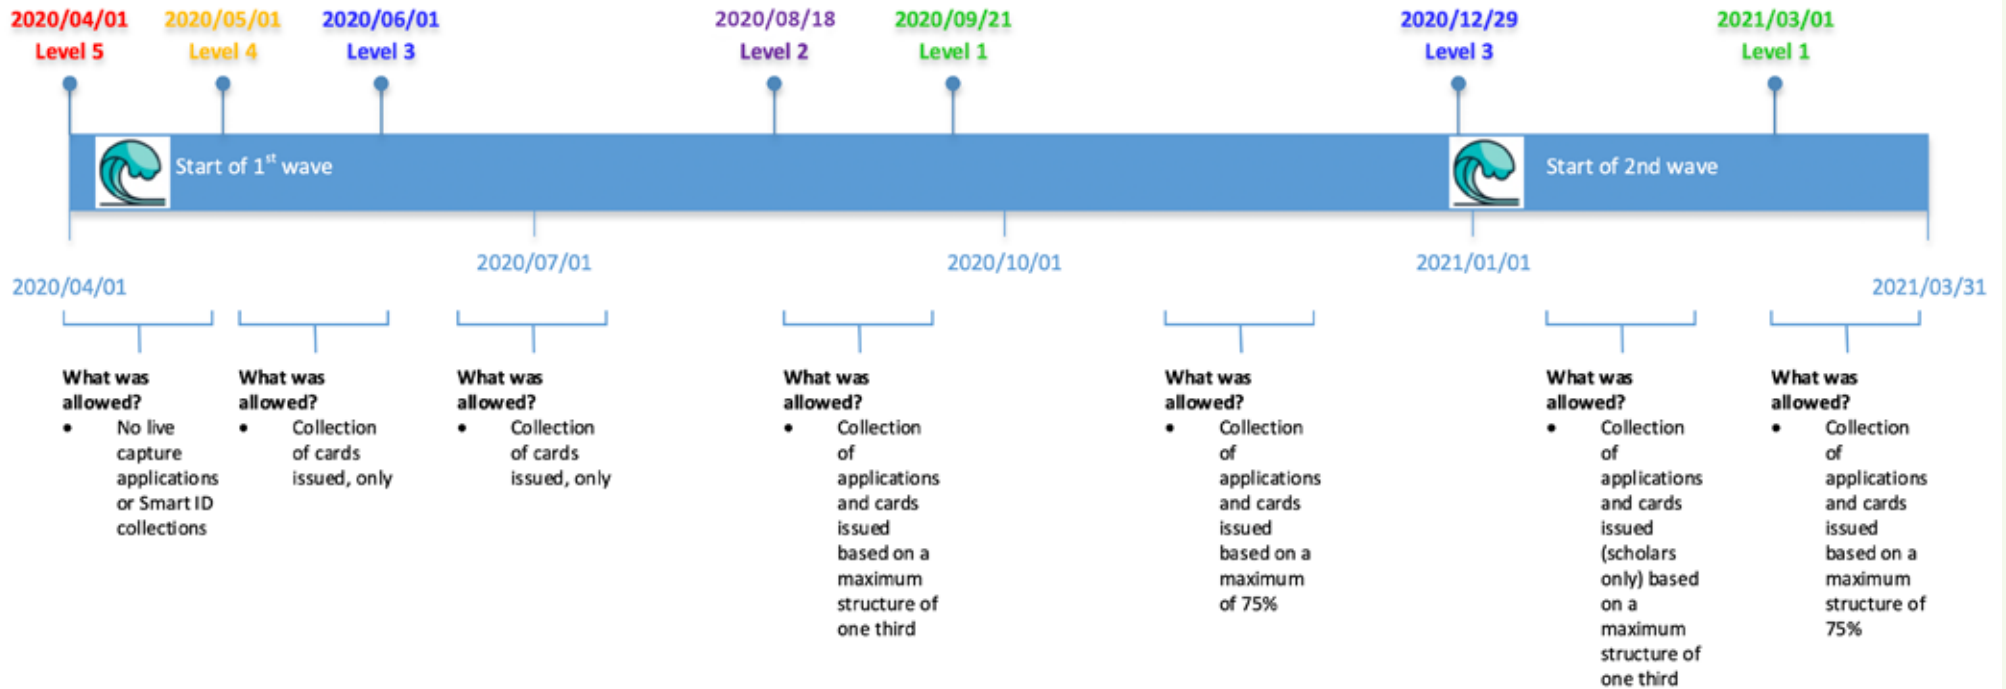 2020/04/01
Level 5
2020/05/01
Level 4
2020/06/01
Level 3
2020/08/18
Level 2
2020/09/21
Level 1
2020/12/29
Level 3
2021/03/01
Level 1
Start of 1st wave
Start of 2nd wave
2020/04/01
2020/07/01
2020/10/01
2021/01/01
2021/03/31
What was
allowed?
• No live
capture
applications
or Smart ID
collections
What was
allowed?
• Collection
of cards
issued, only
What was
allowed?
• Collection
of cards
issued, only
What was
allowed?
• Collection
of
applications
and cards
issued
based on a
maximum
structure of
one third
What was
allowed?
• Collection
of
applications
and cards
issued
based on a
maximum
of 75%
What was
allowed?
• Collection
of
applications
and cards
issued
(scholars
only) based
on a
maximum
structure of
one third
What was
allowed?
• Collection
of
applications
and cards
issued
based on a
maximum
structure of
75%